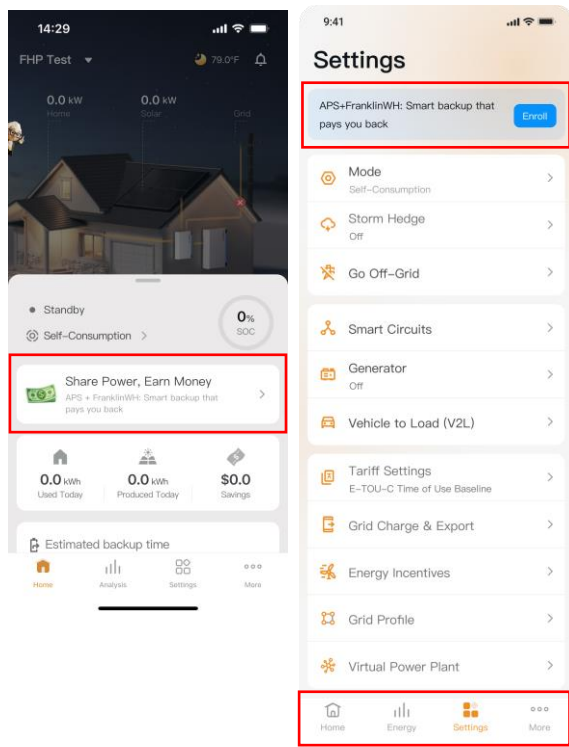 14:29
FHP Test
79.0°F
0.0 kW
0.0 kW
Home
Solar
Grid
Standby
Self-Consumption
0%
SOC
Share Power, Earn Money
APS + FranklinWH: Smart backup that
pays you back
0.0 kWh
0.0 kWh
$0.0
Used Today
Produced Today
Savings
Estimated backup time
Home
Analysis
Settings
More
9:41
Settings
APS+FranklinWH: Smart backup that
pays you back
Enroll
Mode
Self-Consumption
Storm Hedge
Off
Go Off-Grid
Smart Circuits
Generator
Off
Vehicle to Load (V2L)
Tariff Settings
E-TOU-C Time of Use Baseline
Grid Charge & Export
Energy Incentives
Grid Profile
Virtual Power Plant
Home
Energy
Settings
More